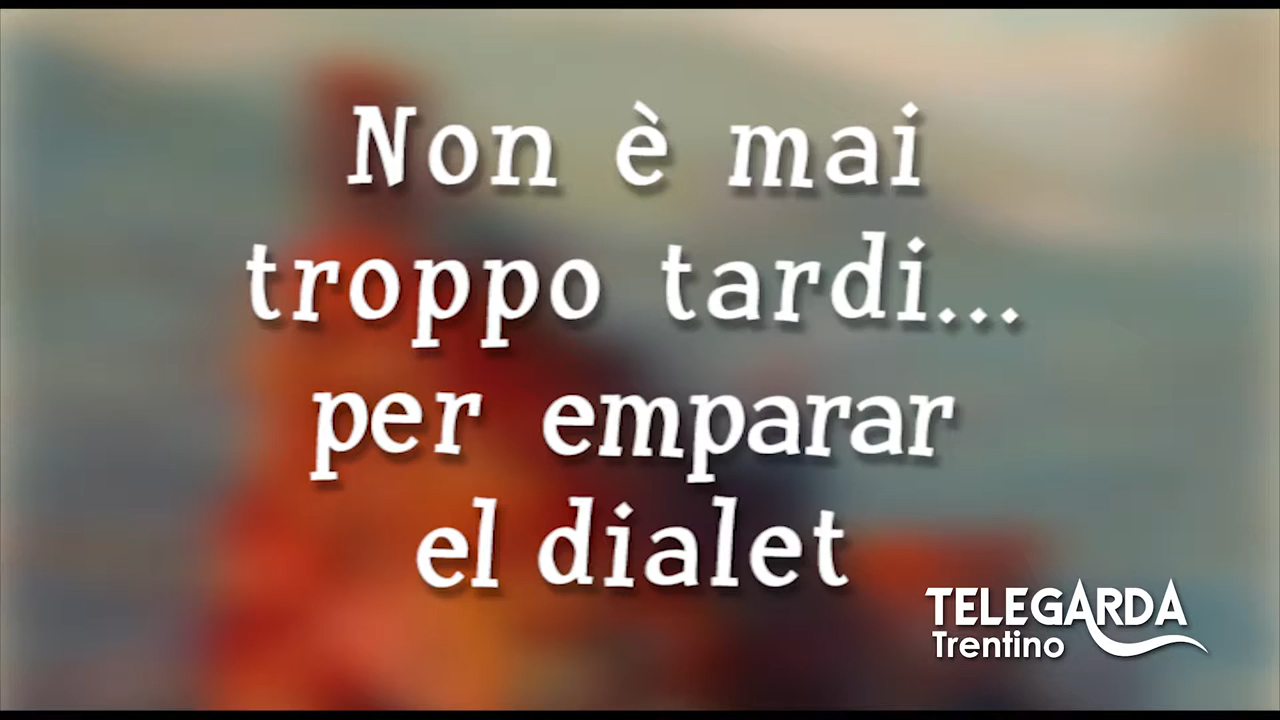 Non è mai
troppo tardi...
per emparar
el dialet
TELEGARDA
Trentino